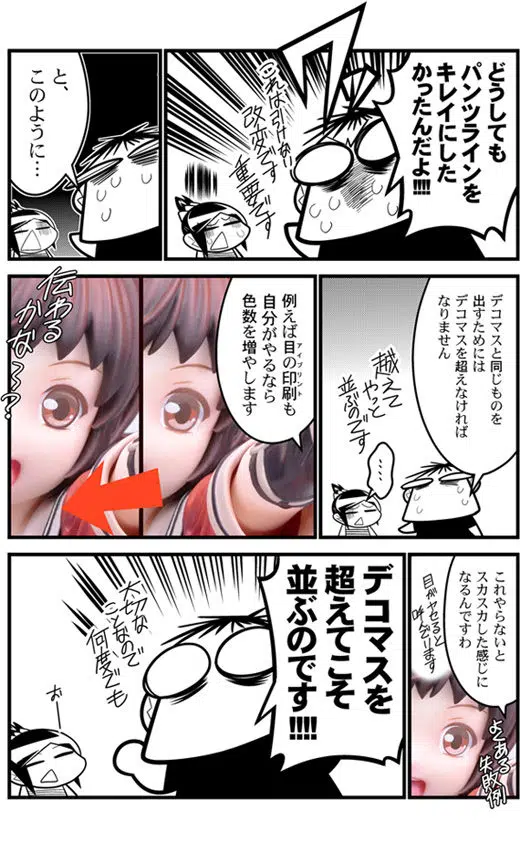 どうしても
パンツラインを
キレイにした
かったんだよ!!!!
これは引けない
改変です
重要です
と、
このように…
デコマスと同じものを
出すためには
デコマスを超えなければ
なりません
越えて
やっと
並ぶのです
……
例えば目の印刷も
アイプリン
自分がやるなら
色数を増やします
伝わる
かな〜?
これやらないと
スカスカした感じに
なるんですわ
目がヤセると
呼んでいます
よくある
失敗例
デコマスを
超えてこそ
並ぶのです!!!!
大切な
ことなので
何度でも
おー